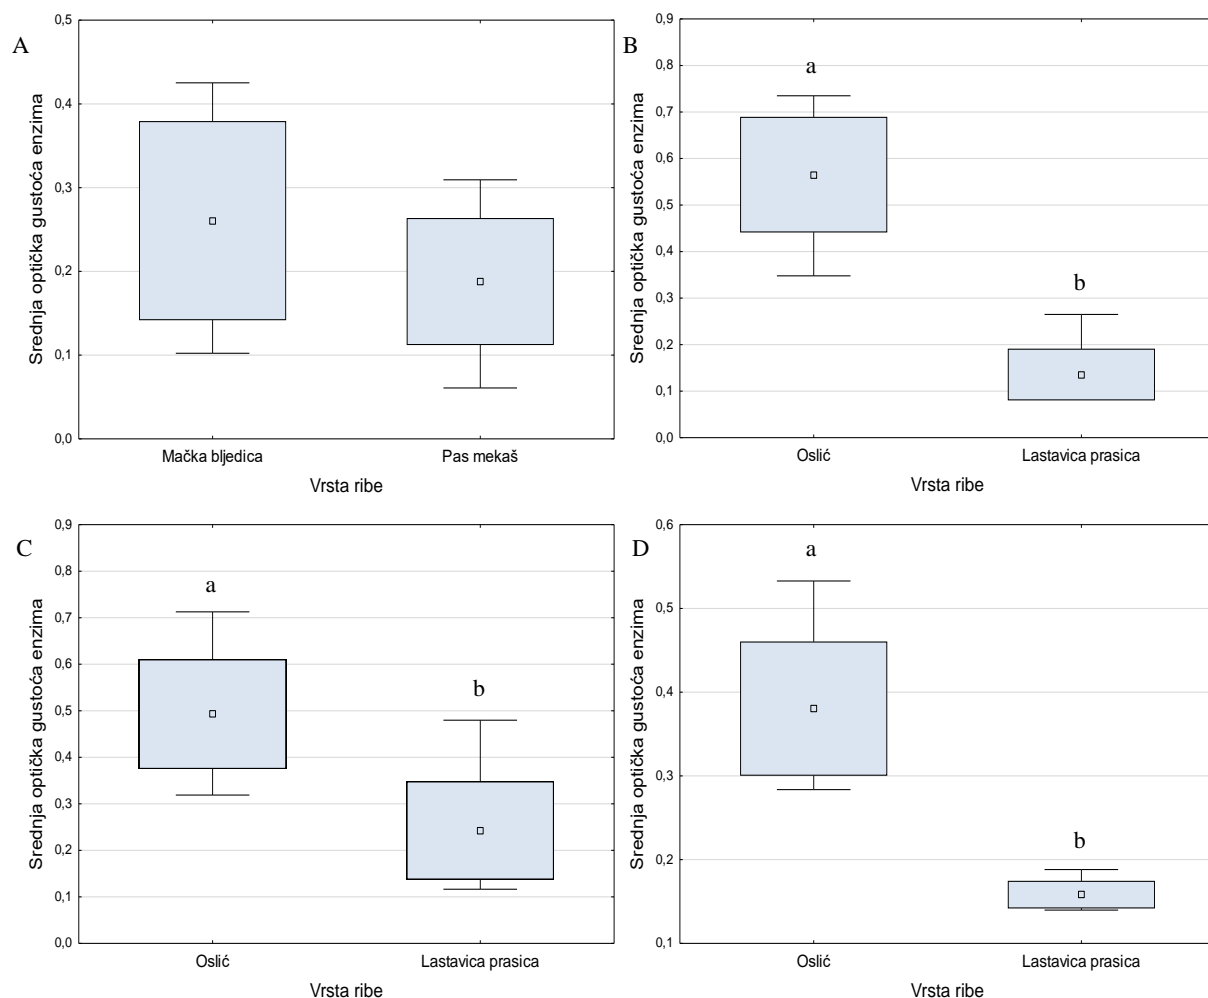 A
Srednja optička gustoća enzima
0,5
0,4
0,3
0,2
0,1
0,0
Mačka bljedica
Pas mekaš
Vrsta ribe
B
Srednja optička gustoća enzima
0,9
0,8
0,7
0,6
0,5
0,4
0,3
0,2
0,1
0,0
a
b
Oslić
Lastavica prasica
Vrsta ribe
C
Srednja optička gustoća enzima
0,9
0,8
0,7
0,6
0,5
0,4
0,3
0,2
0,1
0,0
a
b
Oslić
Lastavica prasica
Vrsta ribe
D
Srednja optička gustoća enzima
0,6
0,5
0,4
0,3
0,2
0,1
a
b
Oslić
Lastavica prasica
Vrsta ribe